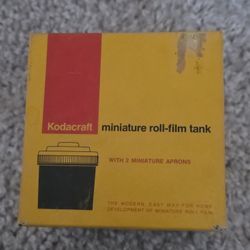 Kodacraft miniature roll-film tank
WITH 2 MINIATURE APRONS
THE MODERN, EASY WAY FOR HOME
DEVELOPMENT OF MINIATURE ROLL FILM